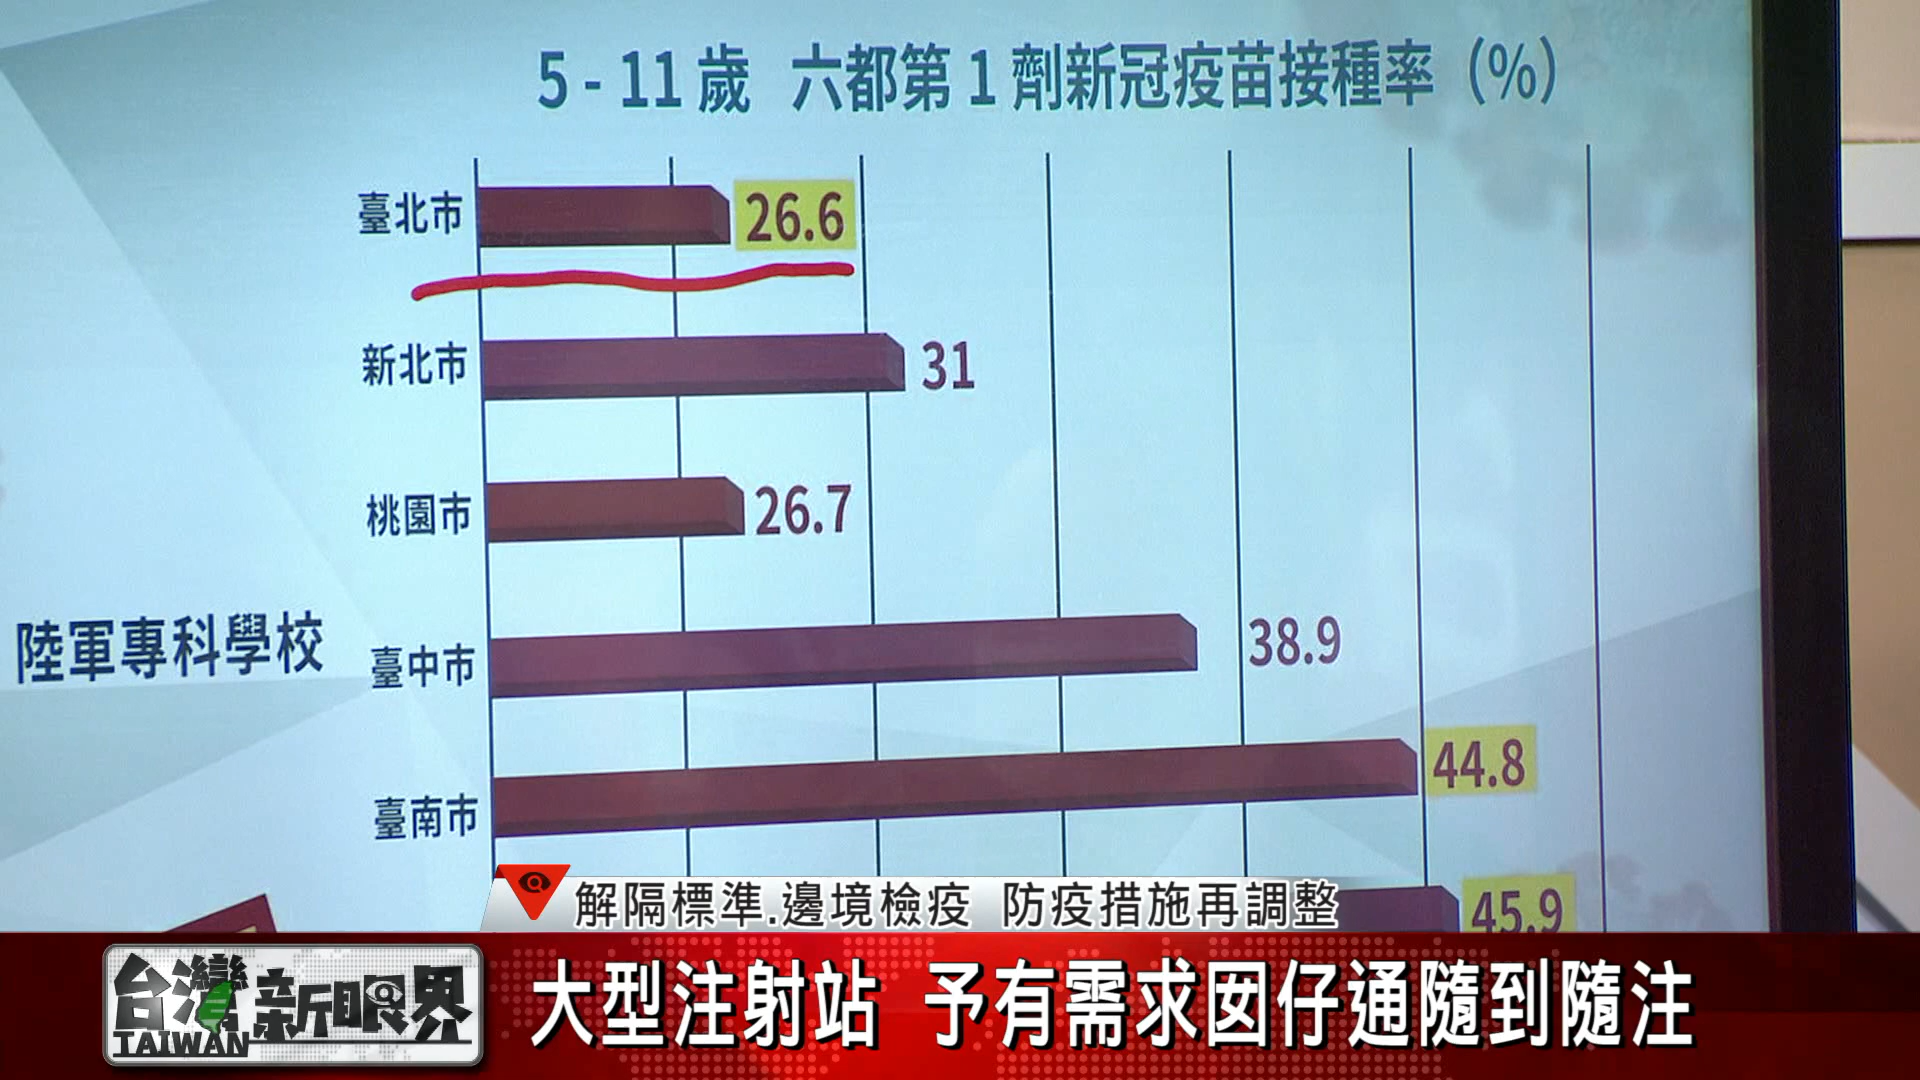 5 - 11 歲 六都第 1 劑新冠疫苗接種率 (%)
臺北市 26.6
新北市 31
桃園市 26.7
陸軍專科學校
臺中市 38.9
臺南市 44.8
45.9
解隔標準.邊境檢疫 防疫措施再調整
台灣新眼界
TAIWAN
大型注射站 予有需求囡仔通隨到隨注